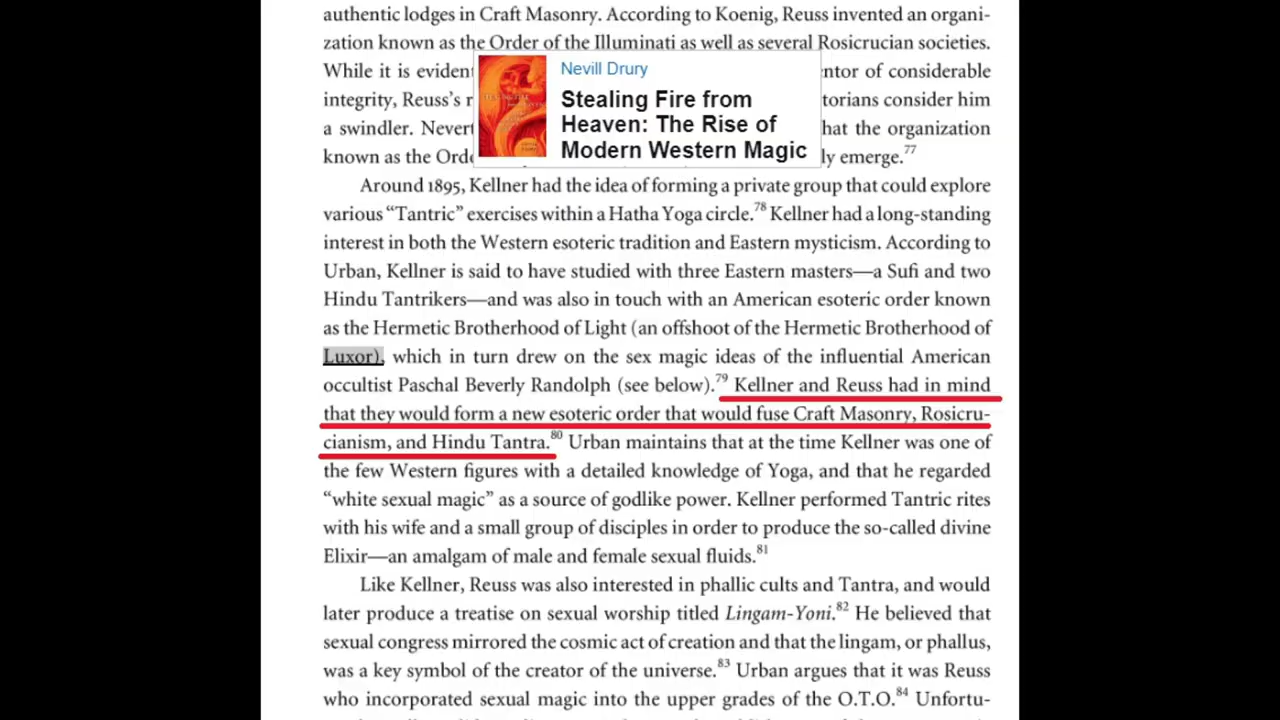 authentic lodges in Craft Masonry. According to Koenig, Reuss invented an organi-
zation known as the Order of the Illuminati as well as several Rosicrucian societies.
While it is evident
ntor of considerable
integrity, Reuss's r
torians consider him
a swindler. Nevert
hat the organization
known as the Orde
ly emerge.77
Nevill Drury
Stealing Fire from
Heaven: The Rise of
Modern Western Magic
Around 1895, Kellner had the idea of forming a private group that could explore
various “Tantric” exercises within a Hatha Yoga circle.78 Kellner had a long-standing
interest in both the Western esoteric tradition and Eastern mysticism. According to
Urban, Kellner is said to have studied with three Eastern masters—a Sufi and two
Hindu Tantrikers—and was also in touch with an American esoteric order known
as the Hermetic Brotherhood of Light (an offshoot of the Hermetic Brotherhood of
Luxor), which in turn drew on the sex magic ideas of the influential American
occultist Paschal Beverly Randolph (see below).79 Kellner and Reuss had in mind
that they would form a new esoteric order that would fuse Craft Masonry, Rosicru-
cianism, and Hindu Tantra.80 Urban maintains that at the time Kellner was one of
the few Western figures with a detailed knowledge of Yoga, and that he regarded
“white sexual magic” as a source of godlike power. Kellner performed Tantric rites
with his wife and a small group of disciples in order to produce the so-called divine
Elixir—an amalgam of male and female sexual fluids.81
Like Kellner, Reuss was also interested in phallic cults and Tantra, and would
later produce a treatise on sexual worship titled Lingam-Yoni.82 He believed that
sexual congress mirrored the cosmic act of creation and that the lingam, or phallus,
was a key symbol of the creator of the universe.83 Urban argues that it was Reuss
who incorporated sexual magic into the upper grades of the O.T.O.84 Unfortu-